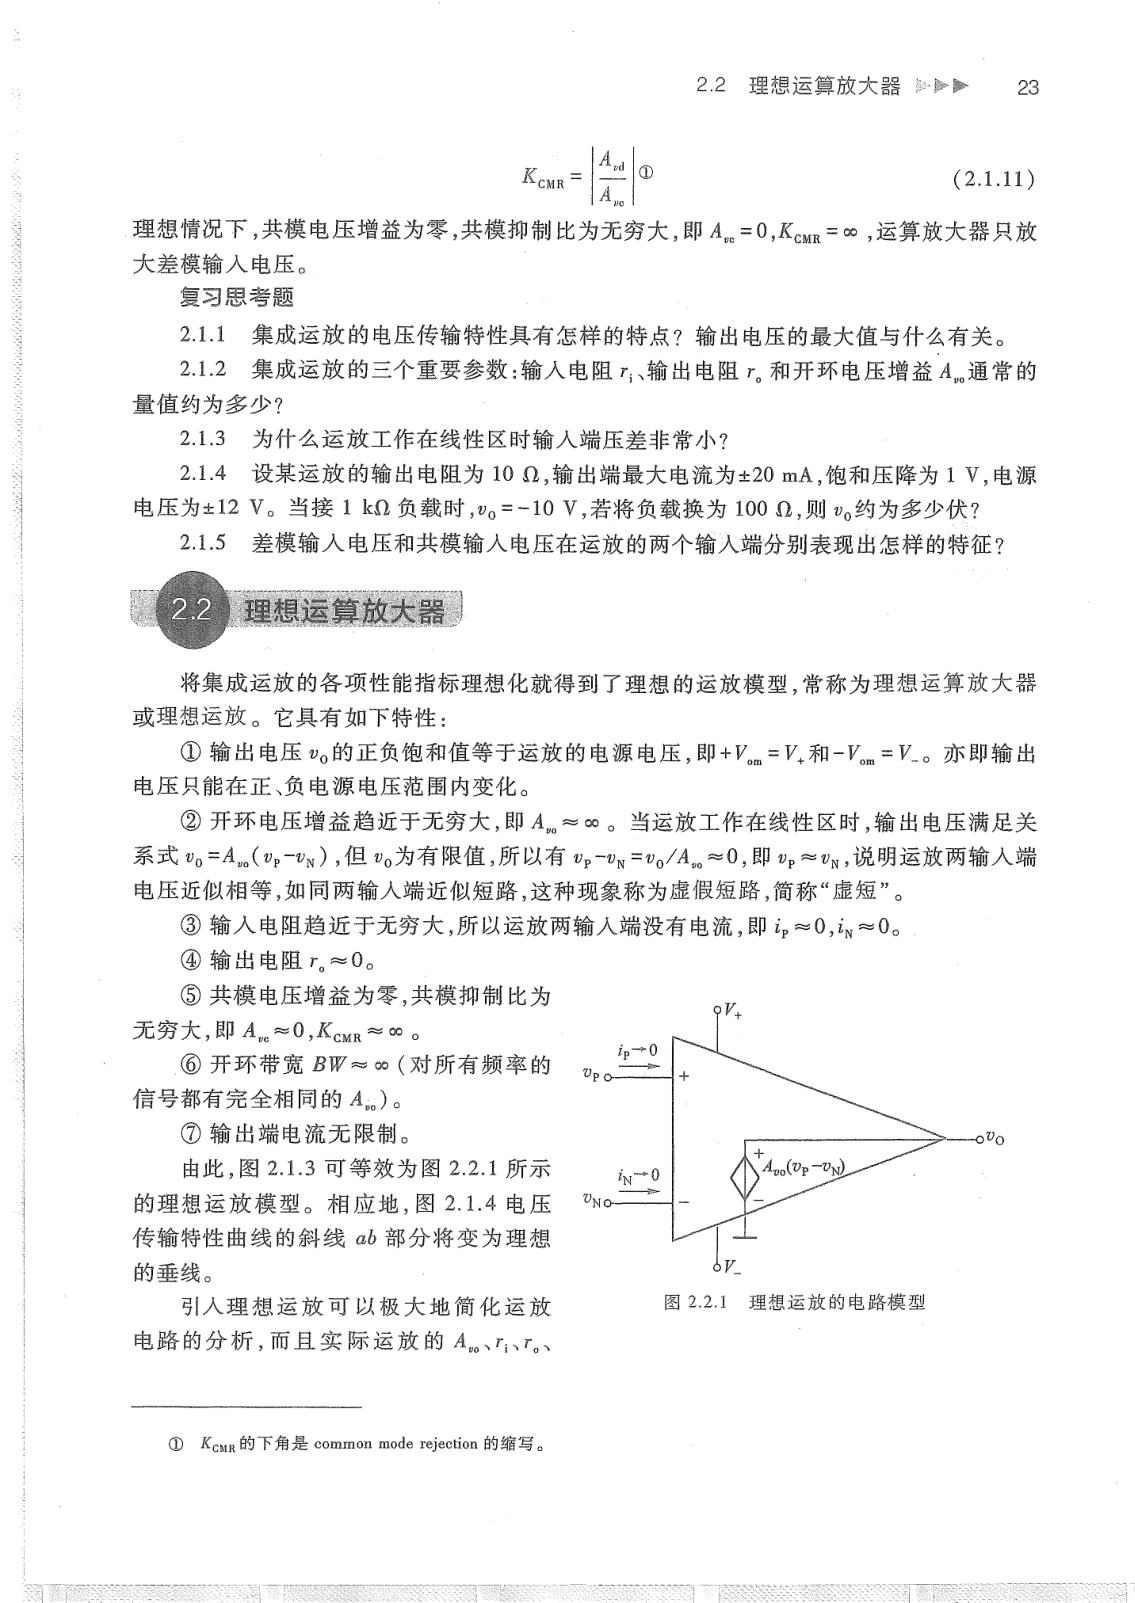 2.2 理想运算放大器 23
K_CMR = |A_vd / A_vc| ① (2.1.11)
理想情况下,共模电压增益为零,共模抑制比为无穷大,即 A_vc = 0, K_CMR = ∞ ,运算放大器只放
大差模输入电压。
复习思考题
2.1.1 集成运放的电压传输特性具有怎样的特点？输出电压的最大值与什么有关。
2.1.2 集成运放的三个重要参数:输入电阻 r_i、输出电阻 r_o 和开环电压增益 A_vo通常的
量值约为多少?
2.1.3 为什么运放工作在线性区时输入端压差非常小?
2.1.4 设某运放的输出电阻为 10 Ω,输出端最大电流为±20 mA,饱和压降为 1 V,电源
电压为±12 V。当接 1 kΩ 负载时,v_O = -10 V,若将负载换为 100 Ω,则 v_O约为多少伏?
2.1.5 差模输入电压和共模输入电压在运放的两个输入端分别表现出怎样的特征?
2.2 理想运算放大器
将集成运放的各项性能指标理想化就得到了理想的运放模型,常称为理想运算放大器
或理想运放。它具有如下特性:
① 输出电压 v_O的正负饱和值等于运放的电源电压,即+V_om = V_+和-V_om = V_-。亦即输出
电压只能在正、负电源电压范围内变化。
② 开环电压增益趋近于无穷大,即 A_vo ≈ ∞ 。当运放工作在线性区时,输出电压满足关
系式 v_O = A_vo(v_P-v_N),但 v_O为有限值,所以有 v_P-v_N = v_O/A_vo ≈ 0,即 v_P ≈ v_N,说明运放两输入端
电压近似相等,如同两输入端近似短路,这种现象称为虚假短路,简称“虚短”。
③ 输入电阻趋近于无穷大,所以运放两输入端没有电流,即 i_P ≈ 0, i_N ≈ 0。
④ 输出电阻 r_o ≈ 0。
⑤ 共模电压增益为零,共模抑制比为
无穷大,即 A_vc ≈ 0, K_CMR ≈ ∞ 。
⑥ 开环带宽 BW ≈ ∞ (对所有频率的
信号都有完全相同的 A_vo)。
⑦ 输出端电流无限制。
由此,图 2.1.3 可等效为图 2.2.1 所示
的理想运放模型。相应地,图 2.1.4 电压
传输特性曲线的斜线 ab 部分将变为理想
的垂线。
引入理想运放可以极大地简化运放
电路的分析,而且实际运放的 A_vo、r_i、r_o、
V_+
i_P→0
v_P +
v_O
+
A_vo(v_P-v_N)
i_N→0
v_N - -
V_-
图 2.2.1 理想运放的电路模型
① K_CMR的下角是 common mode rejection 的缩写。